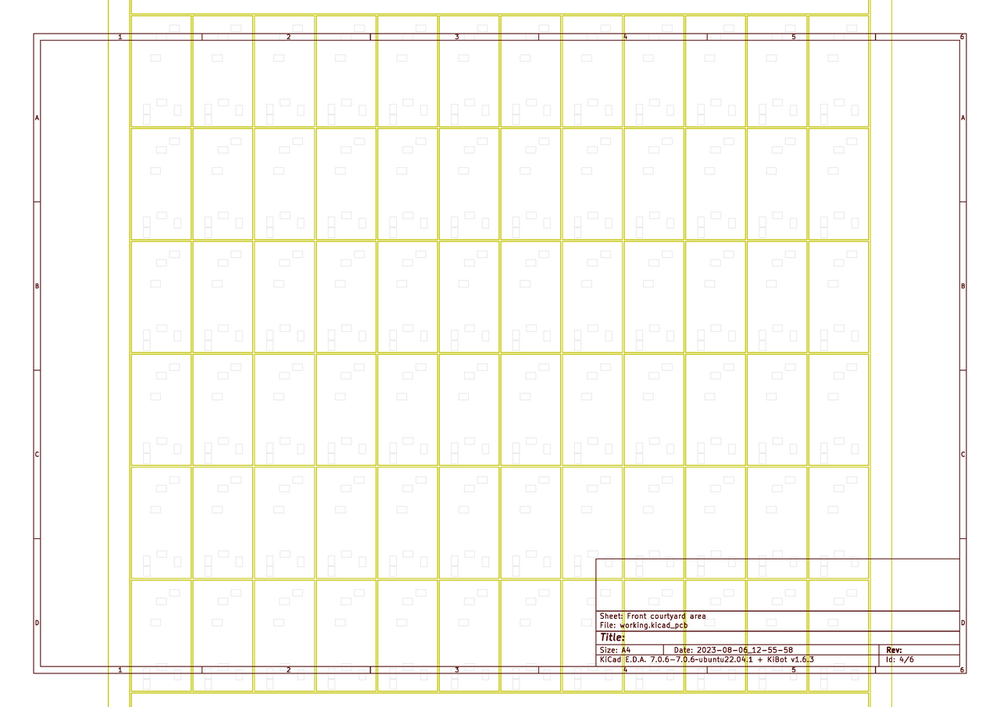 1 2 3 4 5 6
A A
B B
C C
Sheet: Front courtyard area
File: working.kicad_pcb
D D
Title:
Size: A4 Date: 2023-08-06_12-55-58 Rev:
KiCad E.D.A. 7.0.6-7.0.6~ubuntu22.04.1 + KiBot v1.6.3 Id: 4/6
1 2 3 4 5 6